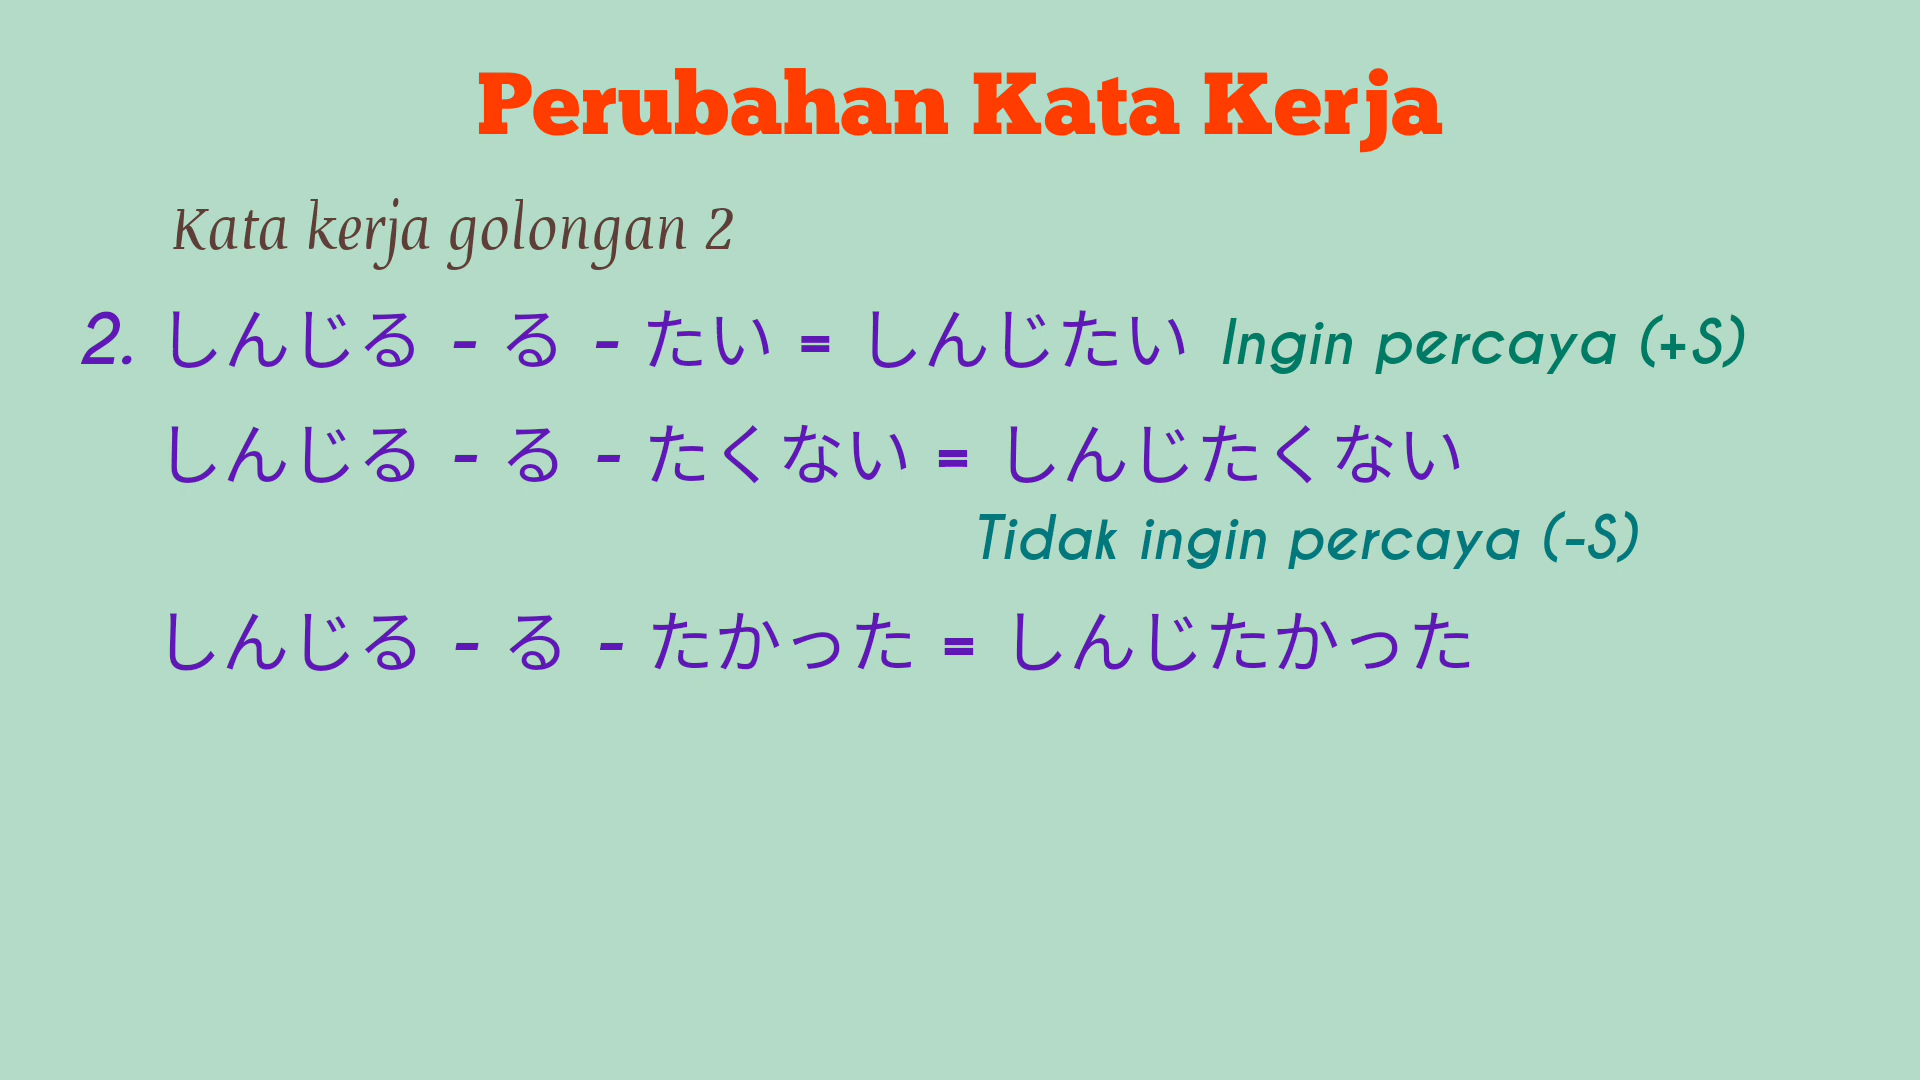 Perubahan Kata Kerja
Kata kerja golongan 2
2. しんじる - る - たい = しんじたい Ingin percaya (+S)
しんじる - る - たくない = しんじたくない
Tidak ingin percaya (-S)
しんじる - る - たかった = しんじたかった